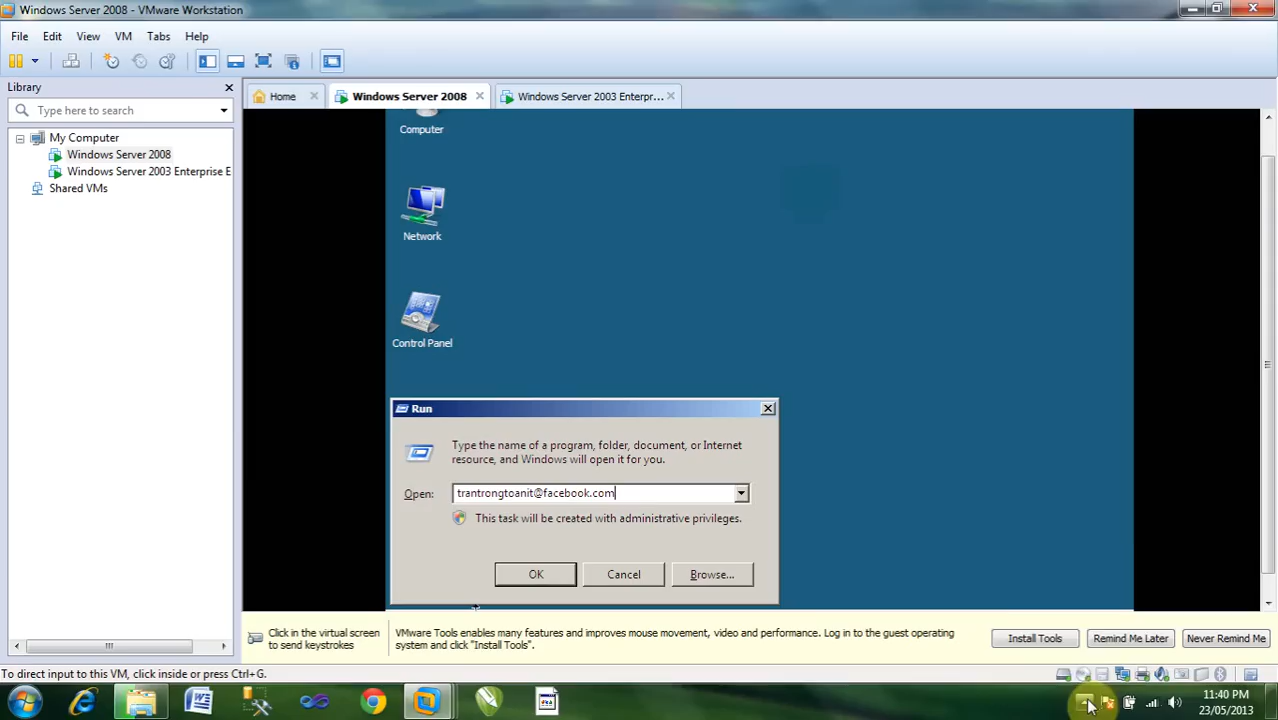 Windows Server 2008 - VMware Workstation
File Edit View VM Tabs Help
Library
Type here to search
My Computer
Windows Server 2008
Windows Server 2003 Enterprise E
Shared VMs
Home
Windows Server 2008
Windows Server 2003 Enterpr...
Computer
Network
Control Panel
Run
Type the name of a program, folder, document, or Internet
resource, and Windows will open it for you.
Open:
trantrongtoanit@facebook.com
This task will be created with administrative privileges.
OK
Cancel
Browse...
Click in the virtual screen
to send keystrokes
VMware Tools enables many features and improves mouse movement, video and performance. Log in to the guest operating
system and click "Install Tools".
Install Tools
Remind Me Later
Never Remind Me
To direct input to this VM, click inside or press Ctrl+G.
11:40 PM
23/05/2013